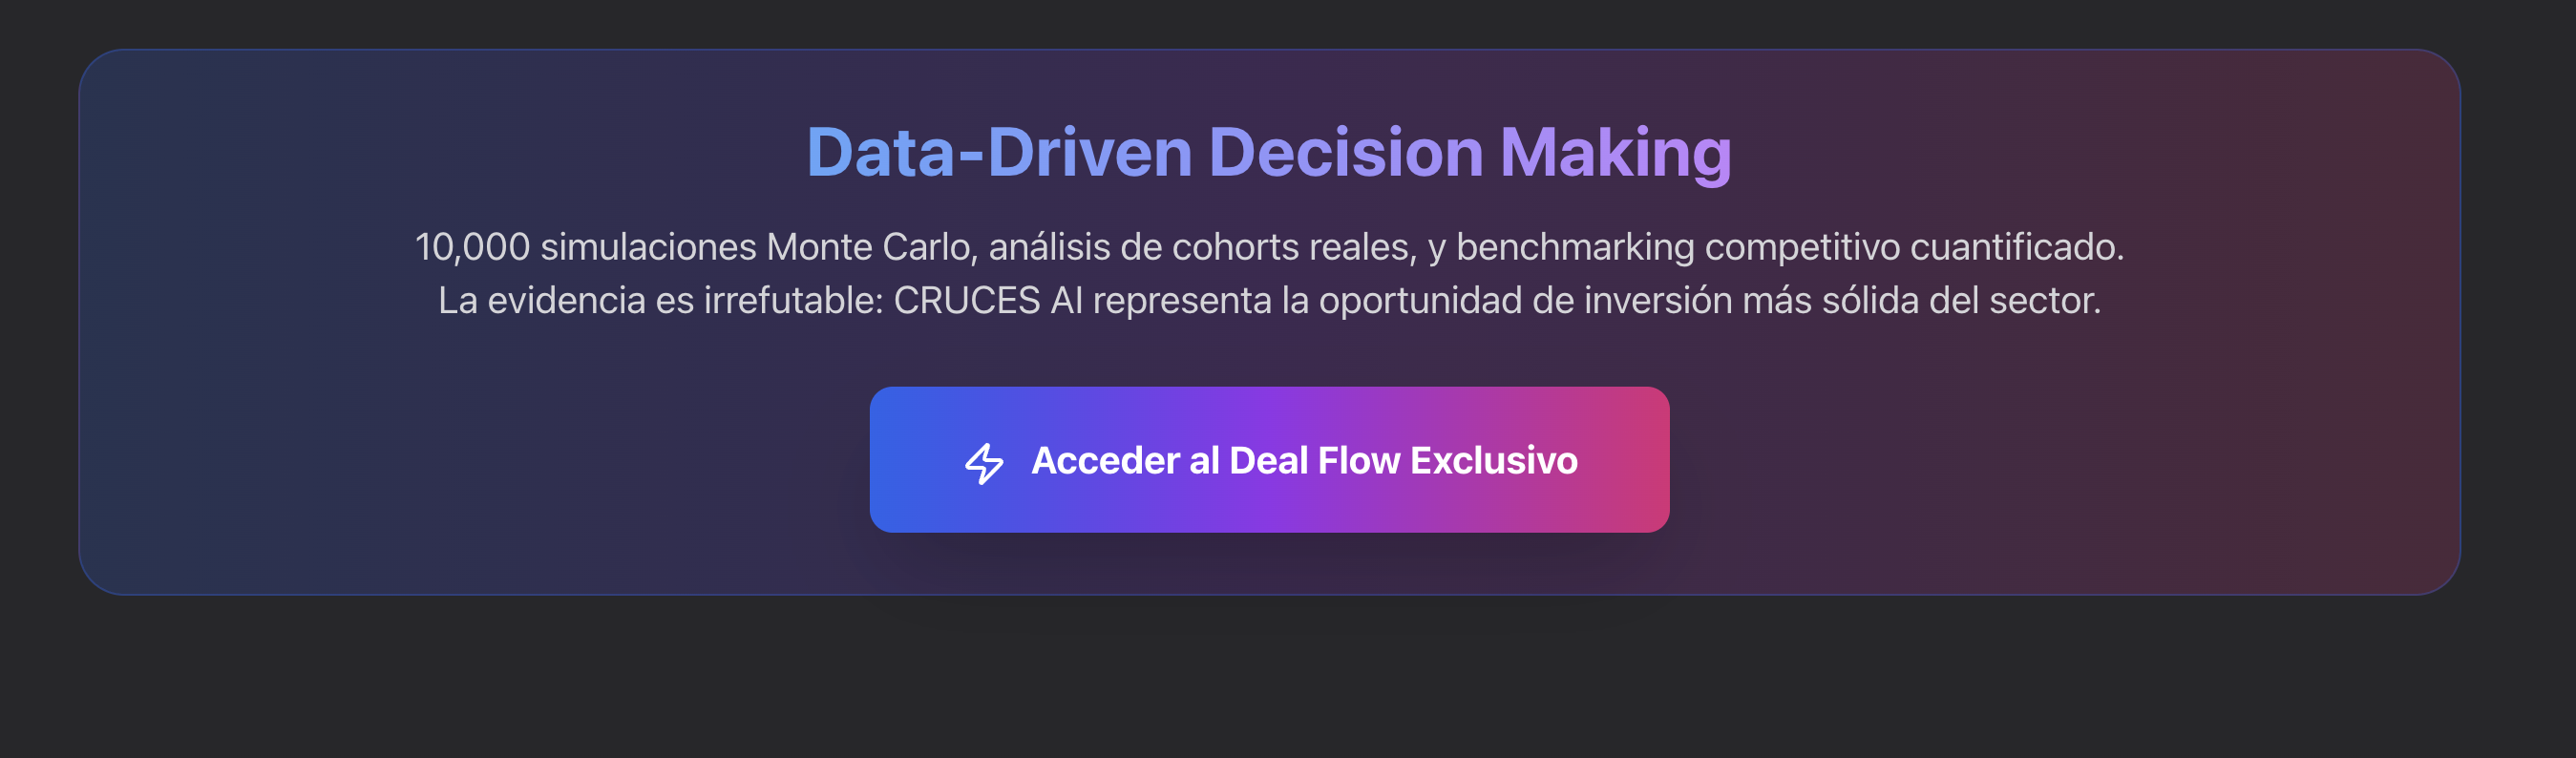 Data-Driven Decision Making
10,000 simulaciones Monte Carlo, análisis de cohorts reales, y benchmarking competitivo cuantificado.
La evidencia es irrefutable: CRUCES AI representa la oportunidad de inversión más sólida del sector.
Acceder al Deal Flow Exclusivo